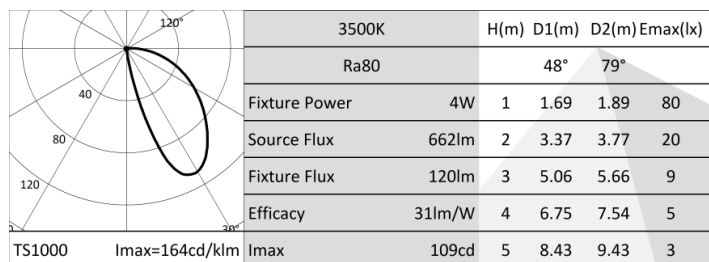 120°
40
80
120
30°
TS1000 Imax=164cd/klm
3500K H(m) D1(m) D2(m) Emax(lx)
Ra80 48° 79°
Fixture Power 4W 1 1.69 1.89 80
Source Flux 662lm 2 3.37 3.77 20
Fixture Flux 120lm 3 5.06 5.66 9
Efficacy 31lm/W 4 6.75 7.54 5
Imax 109cd 5 8.43 9.43 3